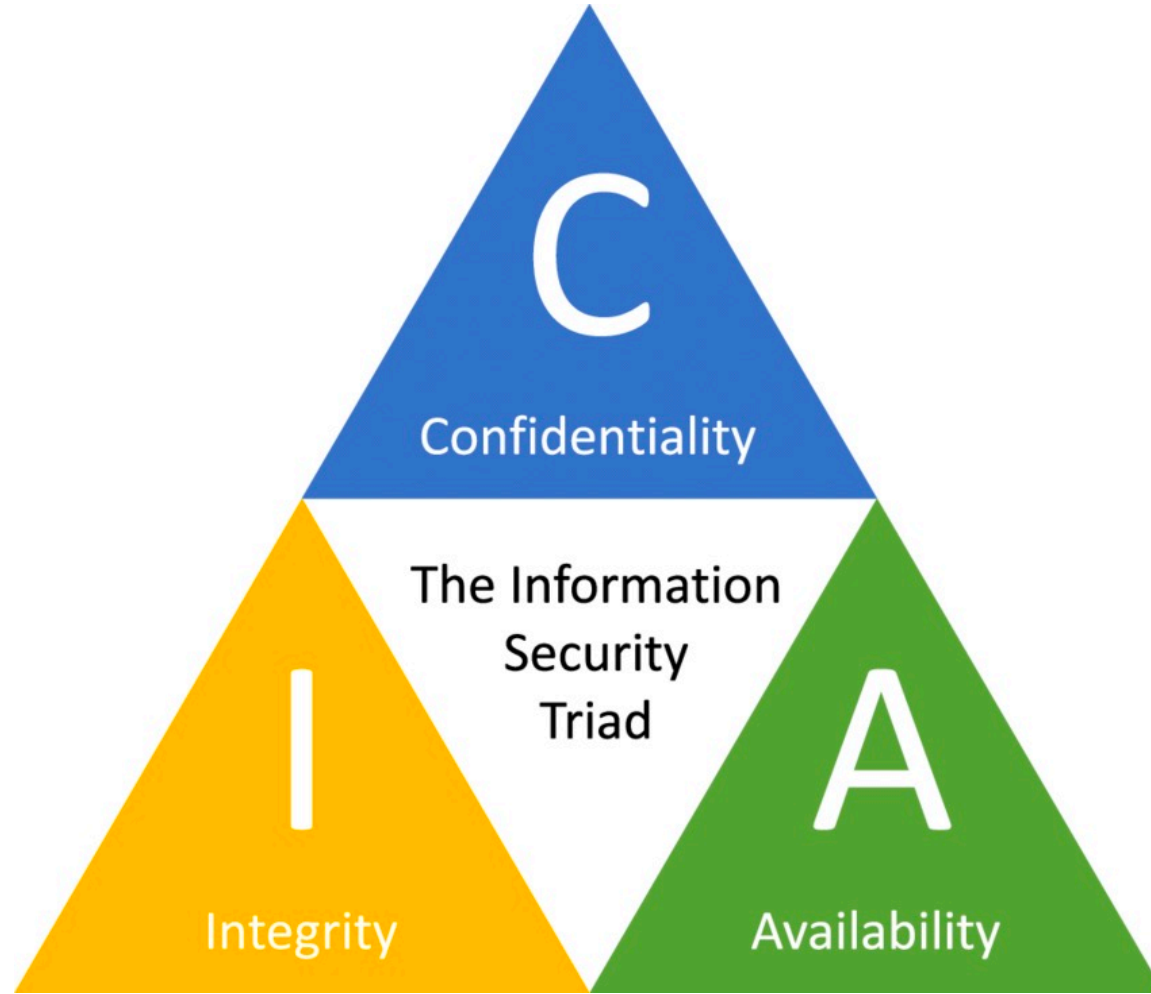 C
Confidentiality
The Information
Security
Triad
I
Integrity
A
Availability